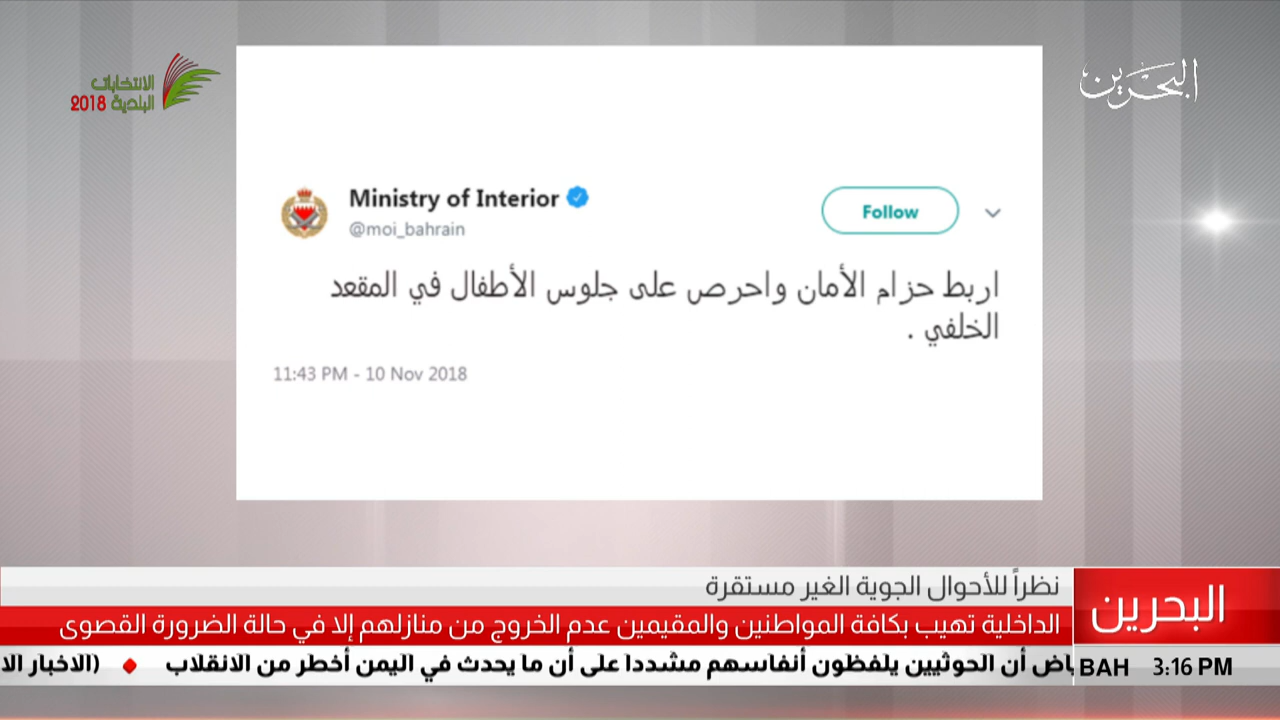 الانتخابات
البلدية 2018
البحرين
Ministry of Interior
@moi_bahrain
Follow
اربط حزام الأمان واحرص على جلوس الأطفال في المقعد
الخلفي .
11:43 PM - 10 Nov 2018
نظراً للأحوال الجوية الغير مستقرة
البحرين
الداخلية تهيب بكافة المواطنين والمقيمين عدم الخروج من منازلهم إلا في حالة الضرورة القصوى
أن الحوثيين يلفظون أنفاسهم مشددا على أن ما يحدث في اليمن أخطر من الانقلاب (الاخبار
BAH 3:16 PM